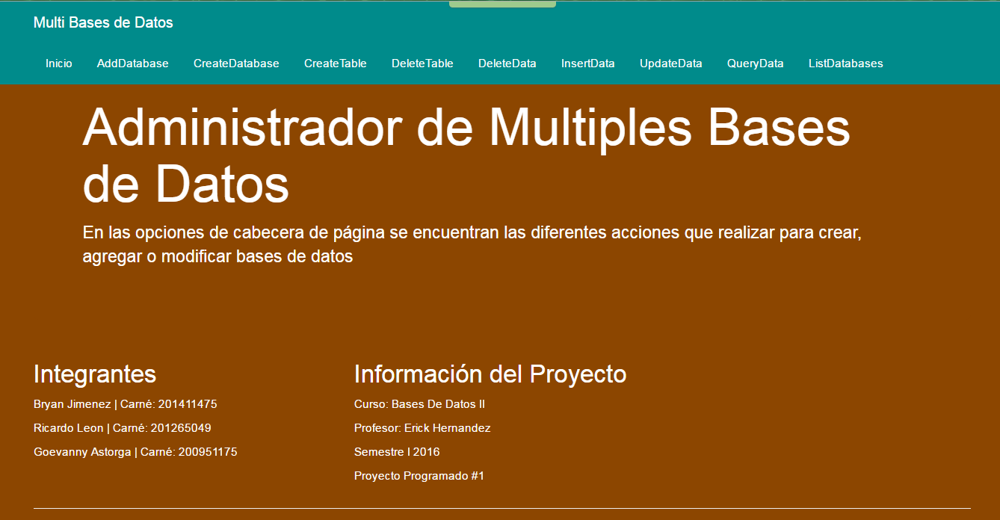 Multi Bases de Datos
Inicio AddDatabase CreateDatabase CreateTable DeleteTable DeleteData InsertData UpdateData QueryData ListDatabases
Administrador de Multiples Bases
de Datos
En las opciones de cabecera de página se encuentran las diferentes acciones que realizar para crear,
agregar o modificar bases de datos
Integrantes
Bryan Jimenez | Carné: 201411475
Ricardo Leon | Carné: 201265049
Goevanny Astorga | Carné: 200951175
Información del Proyecto
Curso: Bases De Datos II
Profesor: Erick Hernandez
Semestre I 2016
Proyecto Programado #1